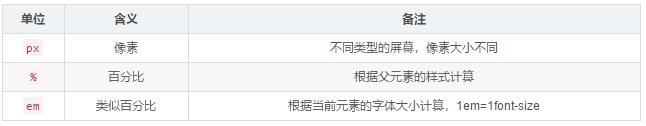 单位 含义 备注
px 像素 不同类型的屏幕，像素大小不同
% 百分比 根据父元素的样式计算
em 类似百分比 根据当前元素的字体大小计算，1em=1font-size